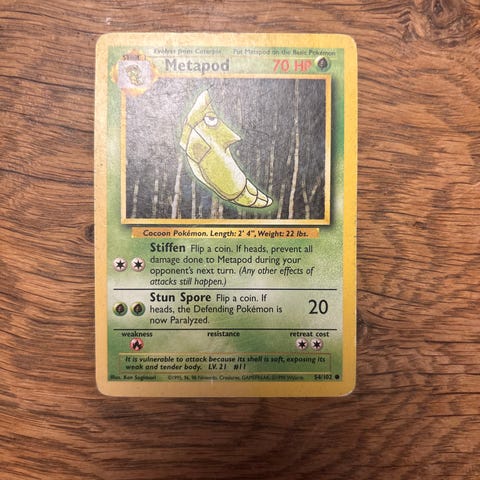 Evolves from Caterpie Put Metapod on the Basic Pokémon
STAGE 1 Metapod 70 HP
Cocoon Pokémon. Length: 2' 4", Weight: 22 lbs.
Stiffen Flip a coin. If heads, prevent all
damage done to Metapod during your
opponent's next turn. (Any other effects of
attacks still happen.)
Stun Spore Flip a coin. If
heads, the Defending Pokémon is
now Paralyzed.
20
weakness resistance retreat cost
It is vulnerable to attack because its shell is soft, exposing its
weak and tender body. LV. 21 #11
Illus. Ken Sugimori ©1995, 96, 98 Nintendo, Creatures, GAMEFREAK. ©1999 Wizards. 54/102